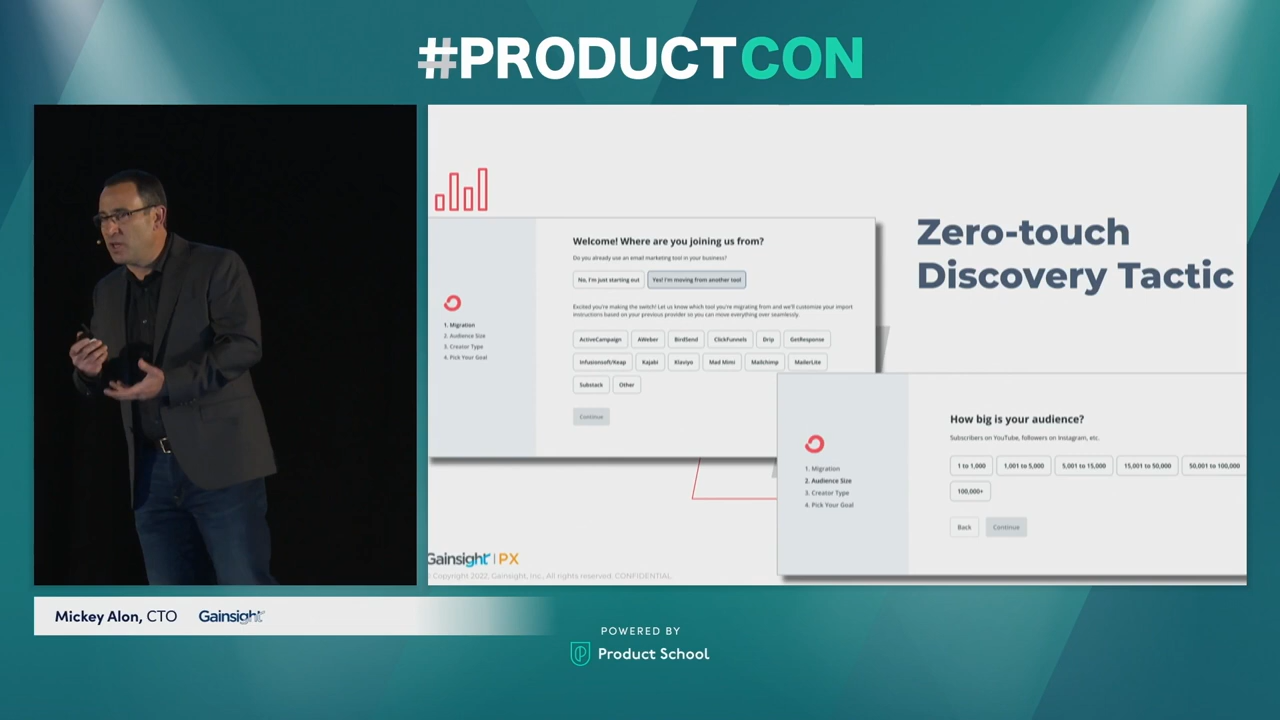 #PRODUCTCON
Zero-touch
Discovery Tactic
Welcome! Where are you joining us from?
Do you already use an email marketing tool in your business?
No, I'm just starting out
Yes! I'm moving from another tool
Excited you're making the switch! Let us know which tool you're migrating from and we'll customize your import
instructions based on your previous provider so you can move everything over seamlessly.
ActiveCampaign AWeber BirdSend ClickFunnels Drip GetResponse
Infusionsoft/Keap Kajabi Klaviyo Mad Mimi Mailchimp MailerLite
Substack Other
Continue
1. Migration
2. Audience Size
3. Creator Type
4. Pick Your Goal
How big is your audience?
Subscribers on YouTube, followers on Instagram, etc.
1 to 1,000 1,001 to 5,000 5,001 to 15,000 15,001 to 50,000 50,001 to 100,000
100,000+
Back Continue
1. Migration
2. Audience Size
3. Creator Type
4. Pick Your Goal
Gainsight | PX
Copyright 2022. Gainsight, Inc., All rights reserved. CONFIDENTIAL.
Mickey Alon, CTO Gainsight
POWERED BY
Product School